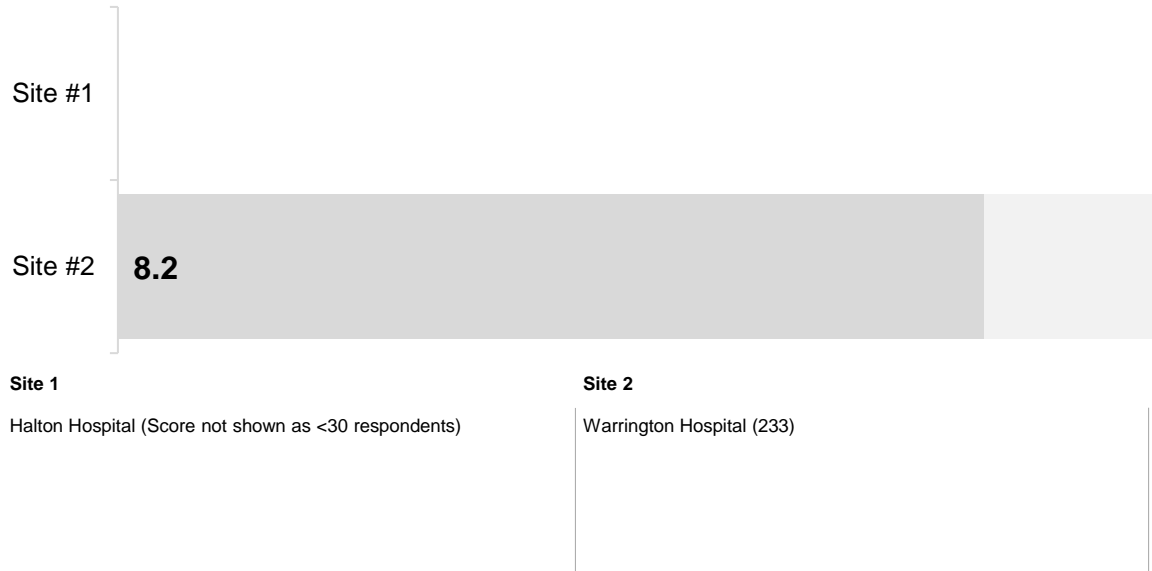 Site #1
Site #2
8.2
Site 1
Site 2
Halton Hospital (Score not shown as <30 respondents)
Warrington Hospital (233)